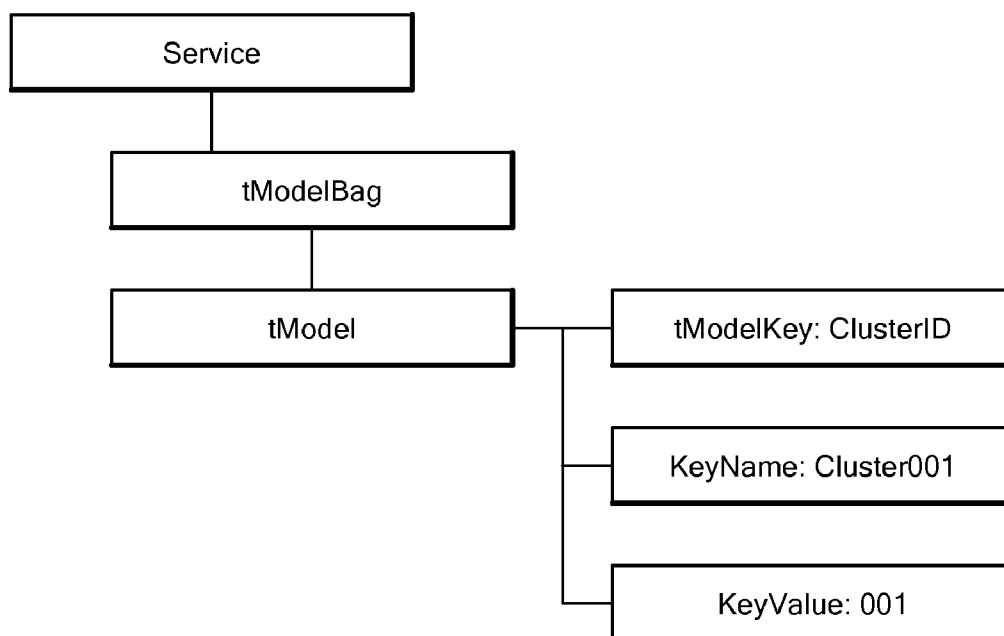 Service
tModelBag
tModel
tModelKey: ClusterID
KeyName: Cluster001
KeyValue: 001